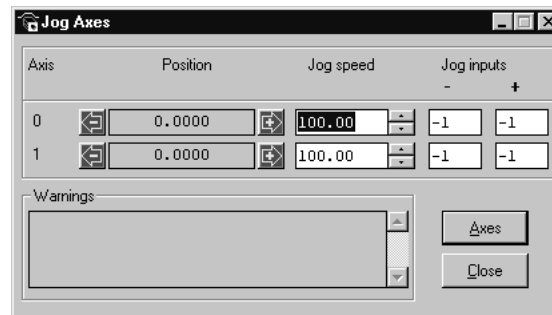 Jog Axes
Axis Position Jog speed Jog inputs
- +
0 0.0000 100.00 -1 -1
1 0.0000 100.00 -1 -1
Warnings
Axes
Close